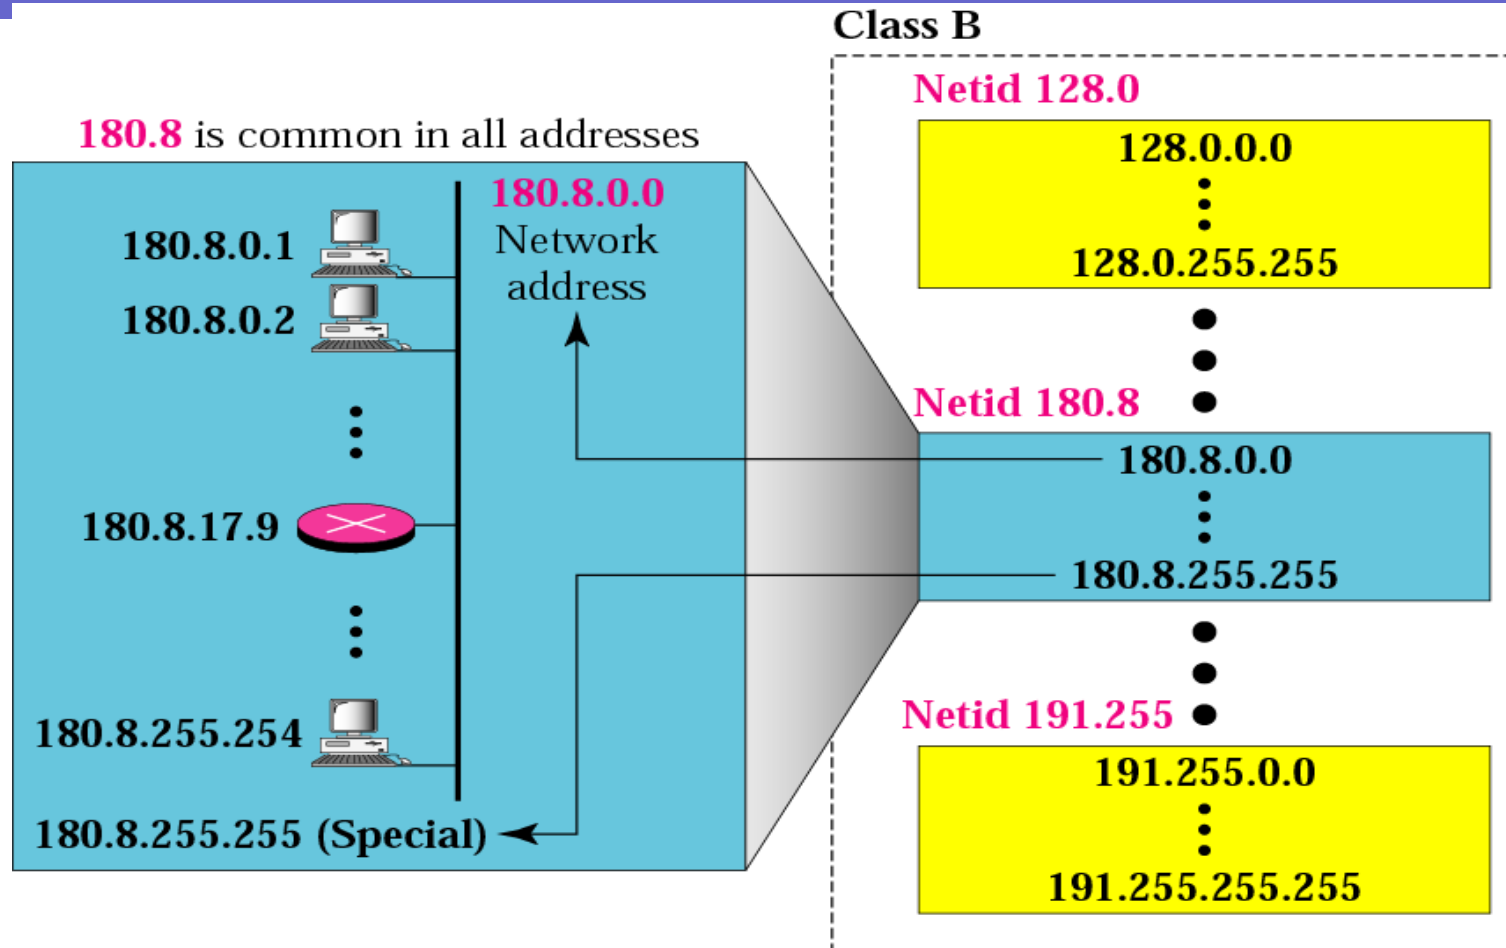 Class B
180.8 is common in all addresses
180.8.0.0
Network
address
180.8.0.1
180.8.0.2
180.8.17.9
180.8.255.254
180.8.255.255 (Special)
Netid 128.0
128.0.0.0
128.0.255.255
Netid 180.8
180.8.0.0
180.8.255.255
Netid 191.255
191.255.0.0
191.255.255.255